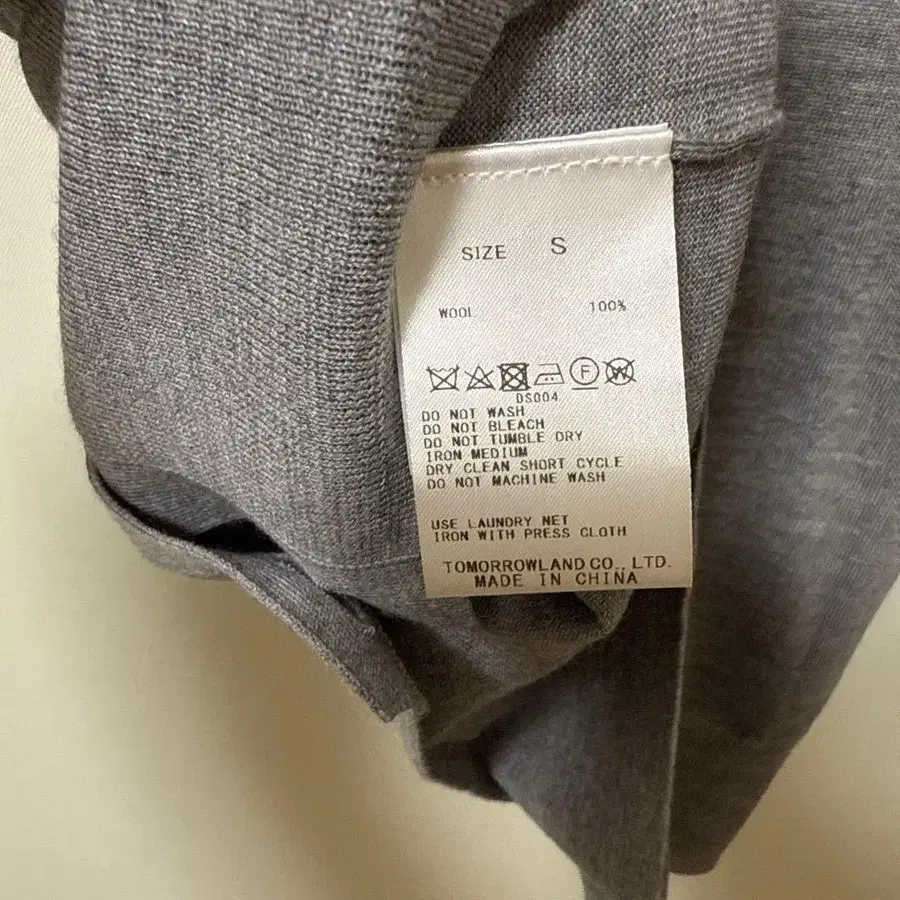 SIZE S
WOOL 100%
F W
DS004
DO NOT WASH
DO NOT BLEACH
DO NOT TUMBLE DRY
IRON MEDIUM
DRY CLEAN SHORT CYCLE
DO NOT MACHINE WASH
USE LAUNDRY NET
IRON WITH PRESS CLOTH
TOMORROWLAND CO., LTD.
MADE IN CHINA